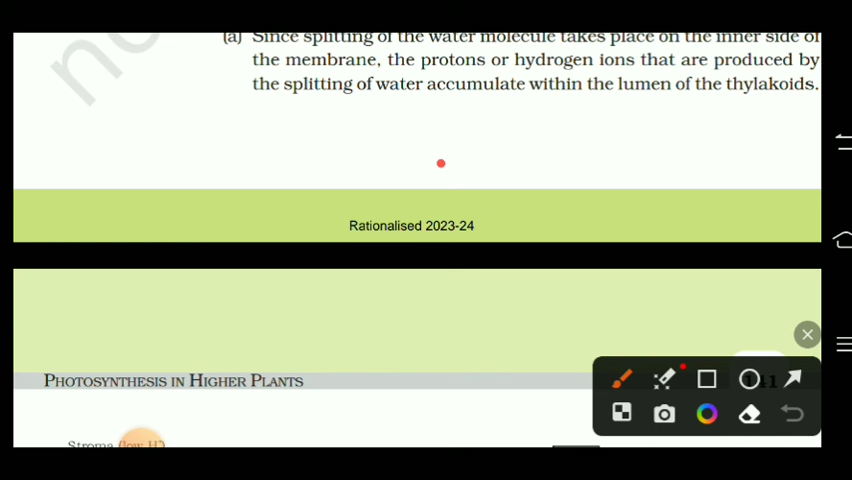 (a) Since splitting of the water molecule takes place on the inner side of
the membrane, the protons or hydrogen ions that are produced by
the splitting of water accumulate within the lumen of the thylakoids.
Rationalised 2023-24
PHOTOSYNTHESIS IN HIGHER PLANTS
141
Stroma (low H+)